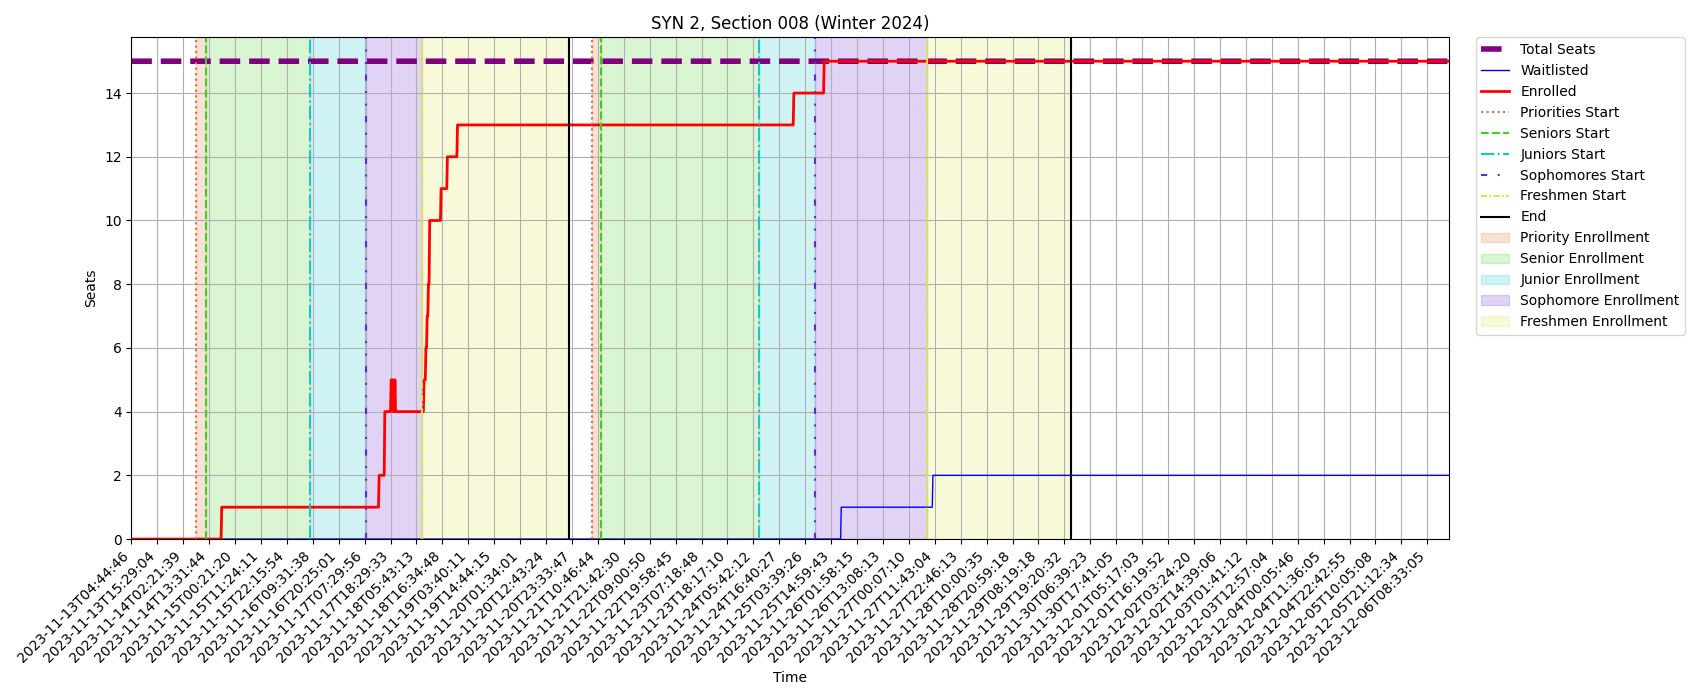 SYN 2, Section 008 (Winter 2024)
Total Seats
Waitlisted
Enrolled
Priorities Start
Seniors Start
Juniors Start
Sophomores Start
Freshmen Start
End
Priority Enrollment
Senior Enrollment
Junior Enrollment
Sophomore Enrollment
Freshmen Enrollment
Seats
14
12
10
8
6
4
2
0
2023-11-13T04:44:46
2023-11-13T15:29:04
2023-11-14T02:21:39
2023-11-14T13:31:44
2023-11-15T00:21:20
2023-11-15T11:24:11
2023-11-15T22:15:54
2023-11-16T09:31:38
2023-11-16T20:25:01
2023-11-17T07:29:56
2023-11-17T18:29:33
2023-11-18T05:43:13
2023-11-18T16:34:48
2023-11-19T03:40:11
2023-11-19T14:44:15
2023-11-20T01:34:01
2023-11-20T12:43:24
2023-11-20T23:33:47
2023-11-21T10:46:44
2023-11-21T21:42:30
2023-11-22T09:00:50
2023-11-22T19:58:45
2023-11-23T07:18:48
2023-11-23T18:17:10
2023-11-24T05:42:12
2023-11-24T16:40:27
2023-11-25T03:39:26
2023-11-25T14:59:43
2023-11-26T01:58:15
2023-11-26T13:08:13
2023-11-27T00:07:10
2023-11-27T11:43:04
2023-11-27T22:46:13
2023-11-28T10:00:35
2023-11-28T20:59:18
2023-11-29T08:19:18
2023-11-29T19:20:32
2023-11-30T06:39:23
2023-11-30T17:41:05
2023-12-01T05:17:03
2023-12-01T16:19:52
2023-12-02T03:24:20
2023-12-02T14:39:06
2023-12-03T01:41:12
2023-12-03T12:57:04
2023-12-04T00:05:46
2023-12-04T11:36:05
2023-12-04T22:42:55
2023-12-05T10:05:08
2023-12-05T21:12:34
2023-12-06T08:33:05
Time